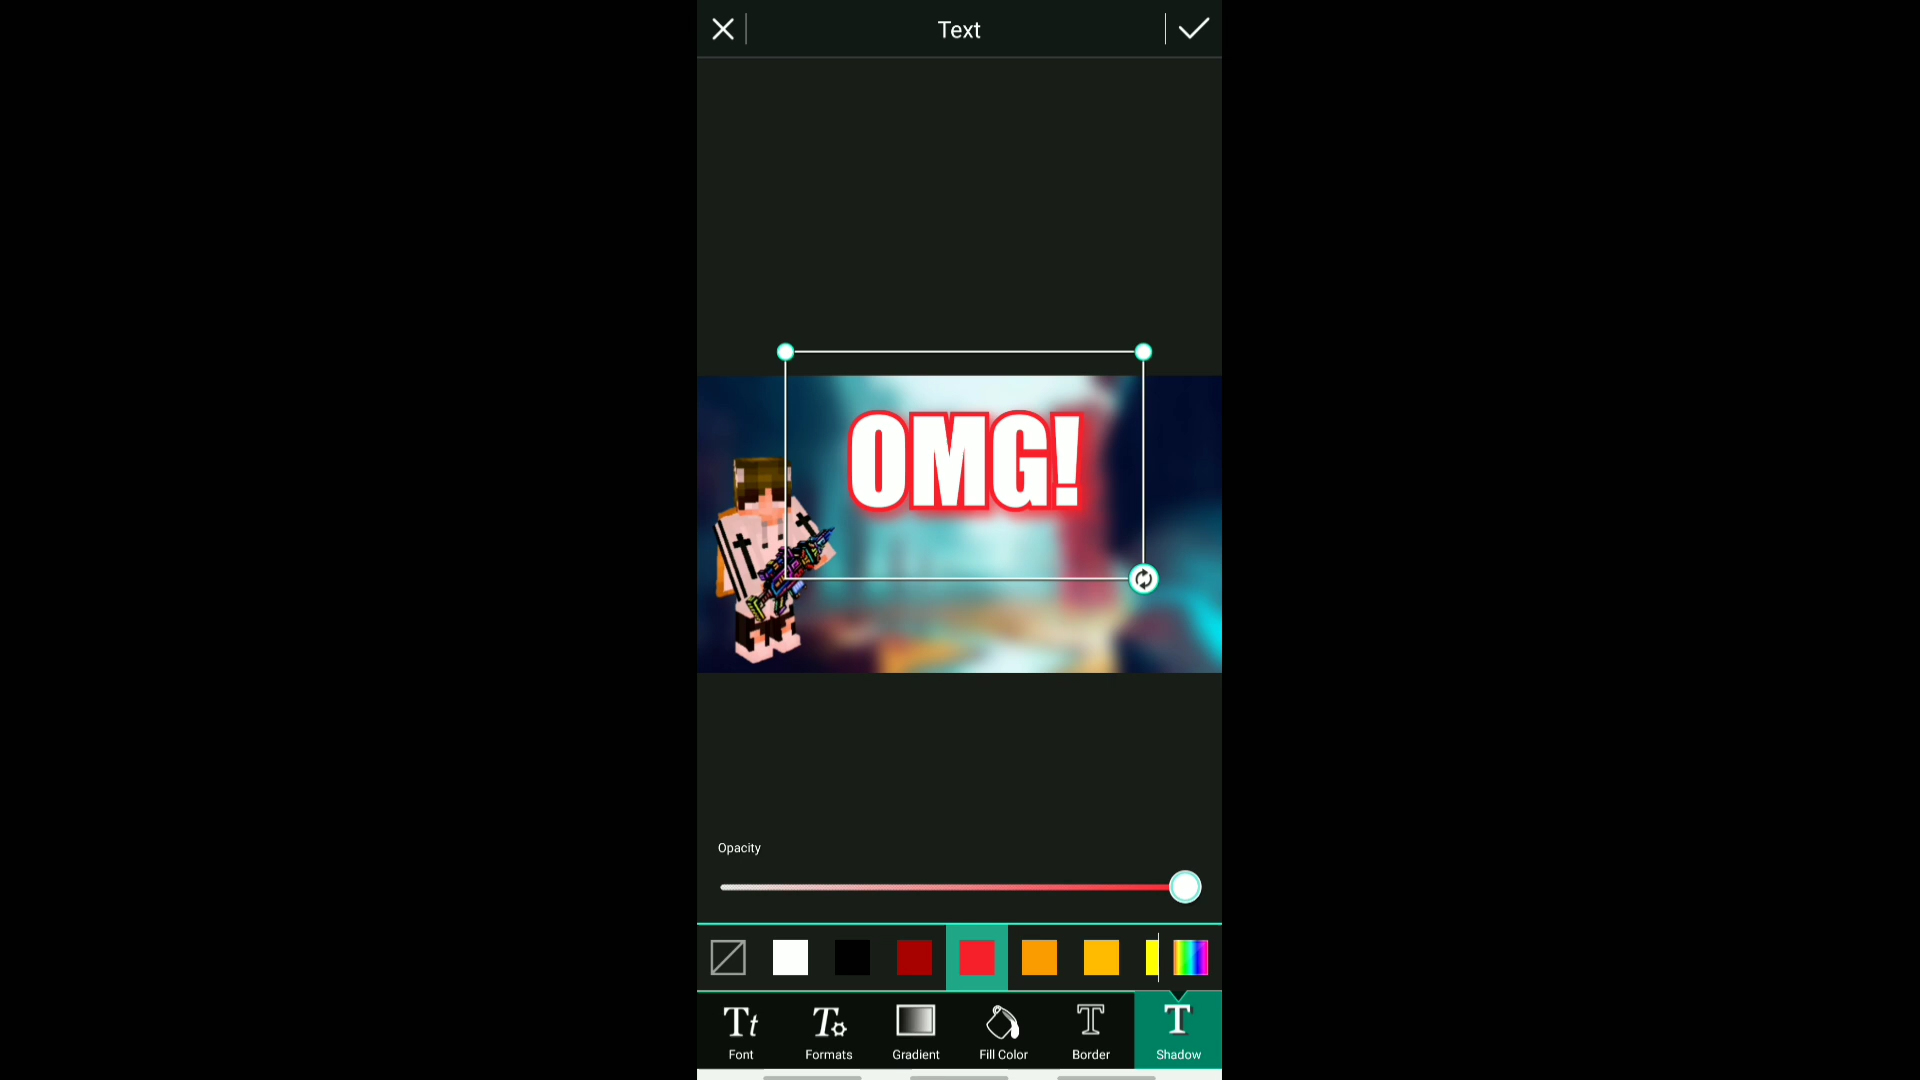 Text
OMG!
Opacity
Font
Formats
Gradient
Fill Color
Border
Shadow